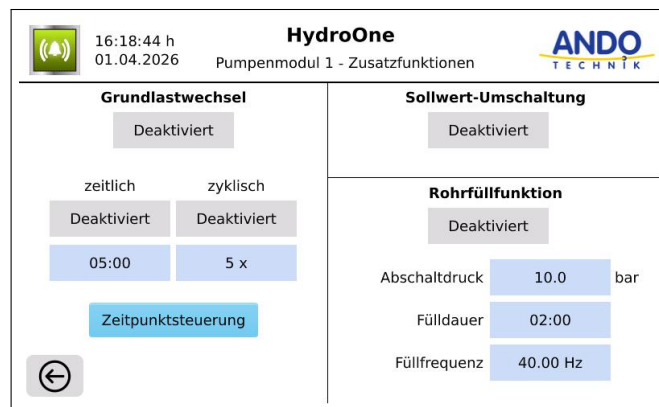 16:18:44 h
01.04.2026
HydroOne
Pumpenmodul 1 - Zusatzfunktionen
ANDO
TECHNIK
Grundlastwechsel
Deaktiviert
zeitlich zyklisch
Deaktiviert Deaktiviert
05:00 5 x
Zeitpunktsteuerung
Sollwert-Umschaltung
Deaktiviert
Rohrfüllfunktion
Deaktiviert
Abschaltdruck 10.0 bar
Fülldauer 02:00
Füllfrequenz 40.00 Hz